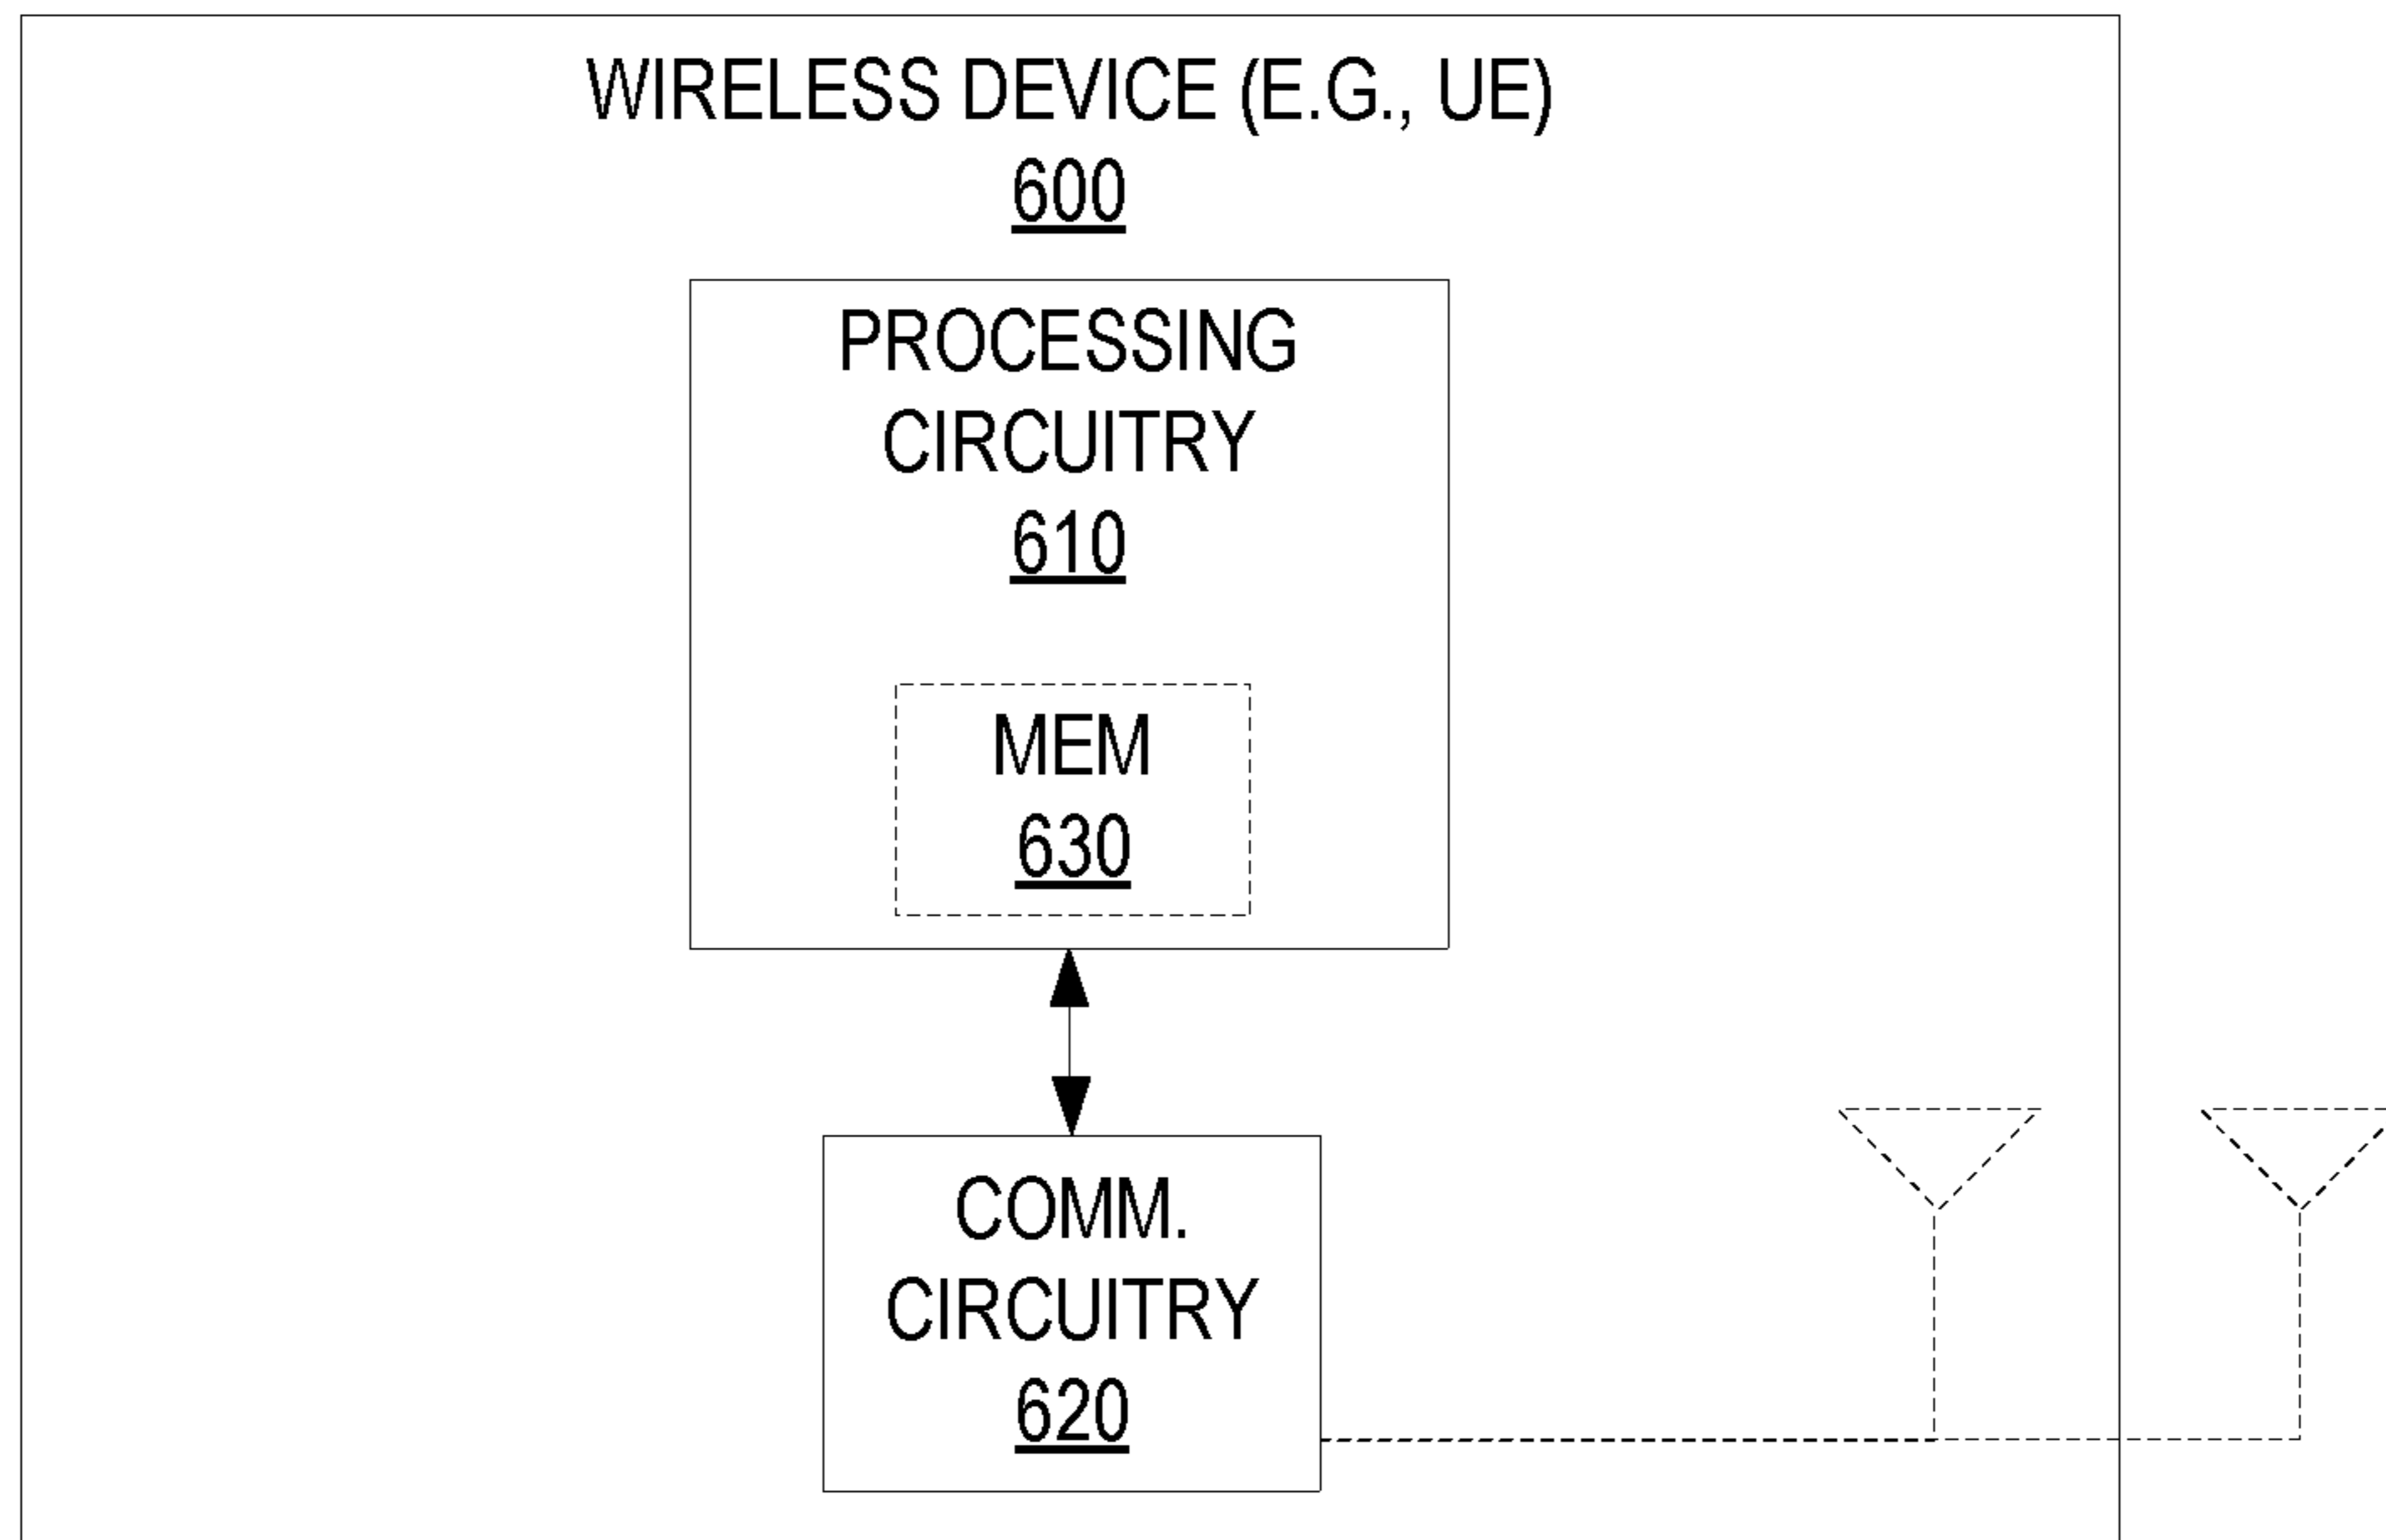 WIRELESS DEVICE (E.G., UE)
600
PROCESSING
CIRCUITRY
610
MEM
630
COMM.
CIRCUITRY
620